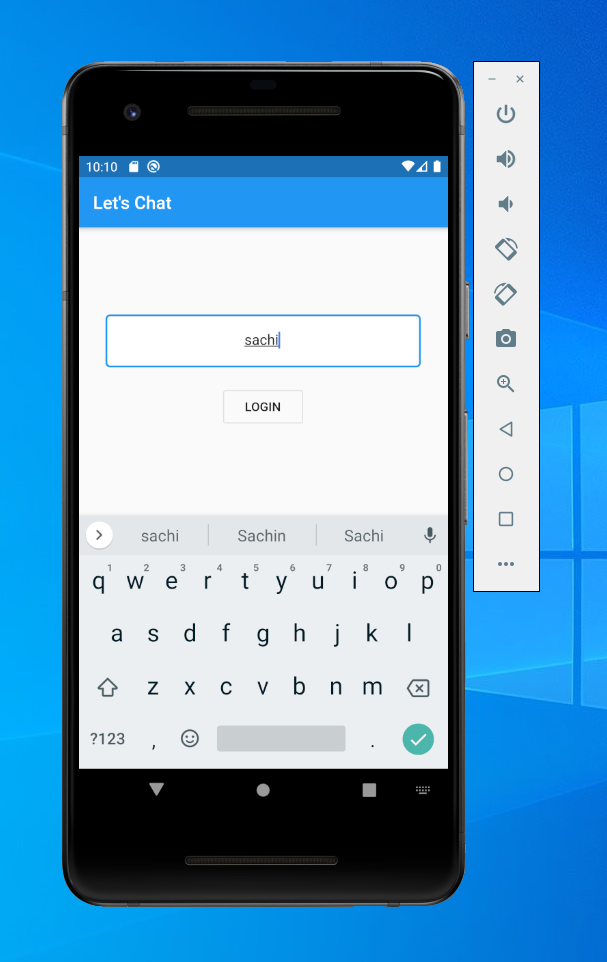 10:10
Let's Chat
sachi
LOGIN
sachi Sachin Sachi
1 2 3 4 5 6 7 8 9 0
q w e r t y u i o p
a s d f g h j k l
z x c v b n m
?123 , .